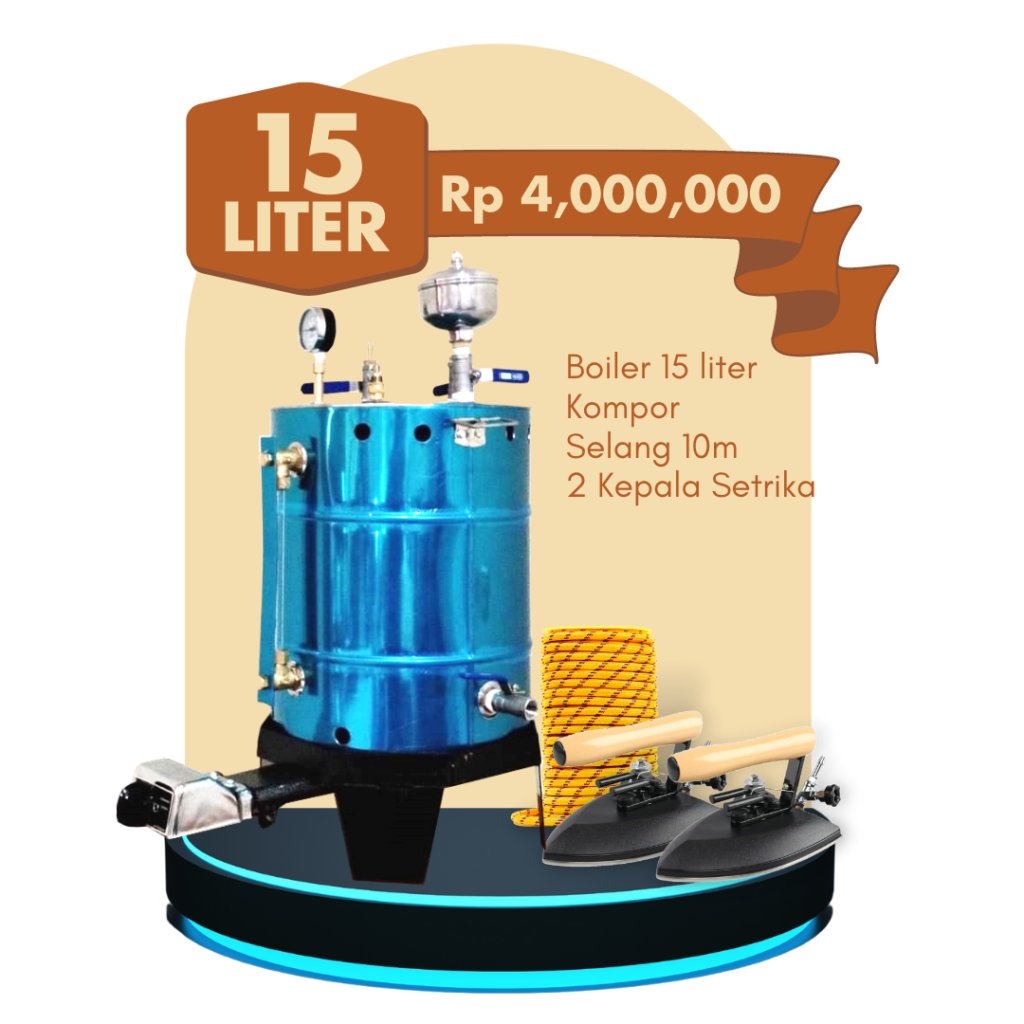 15
LITER
Rp 4,000,000
Boiler 15 liter
Kompor
Selang 10m
2 Kepala Setrika